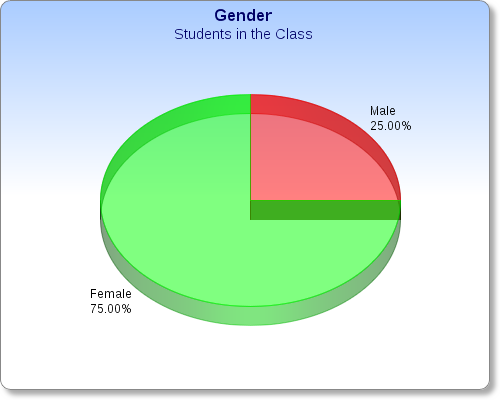 Gender
Students in the Class
Male
25.00%
Female
75.00%